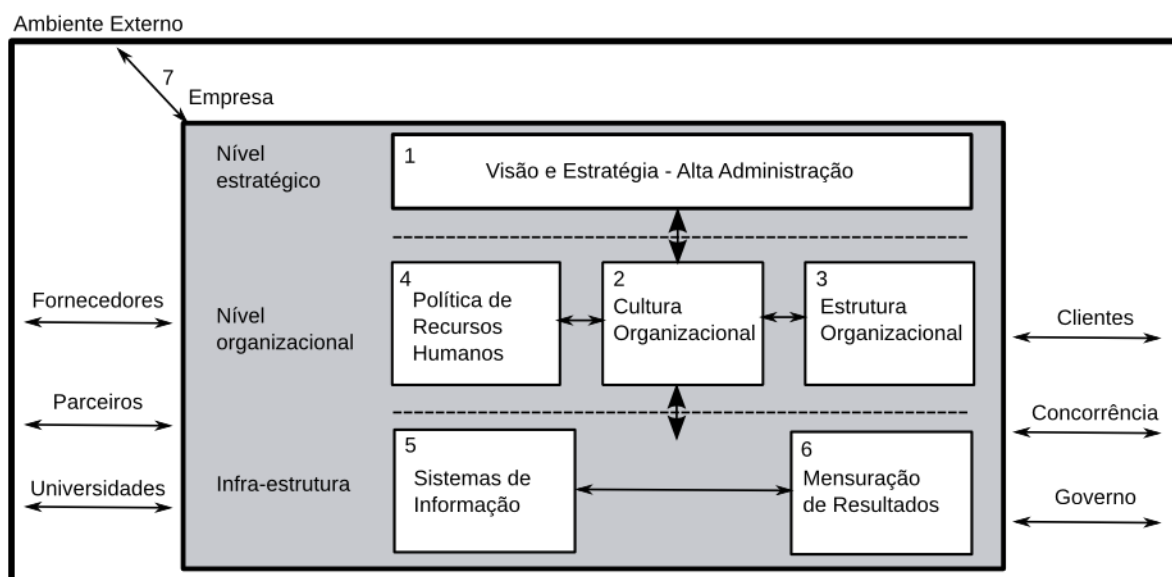 Ambiente Externo
7
Empresa
Nível
estratégico
1
Visão e Estratégia - Alta Administração
Fornecedores
Parceiros
Universidades
Nível
organizacional
4
Política de
Recursos
Humanos
2
Cultura
Organizacional
3
Estrutura
Organizacional
Clientes
Concorrência
Governo
Infra-estrutura
5
Sistemas de
Informação
6
Mensuração
de Resultados